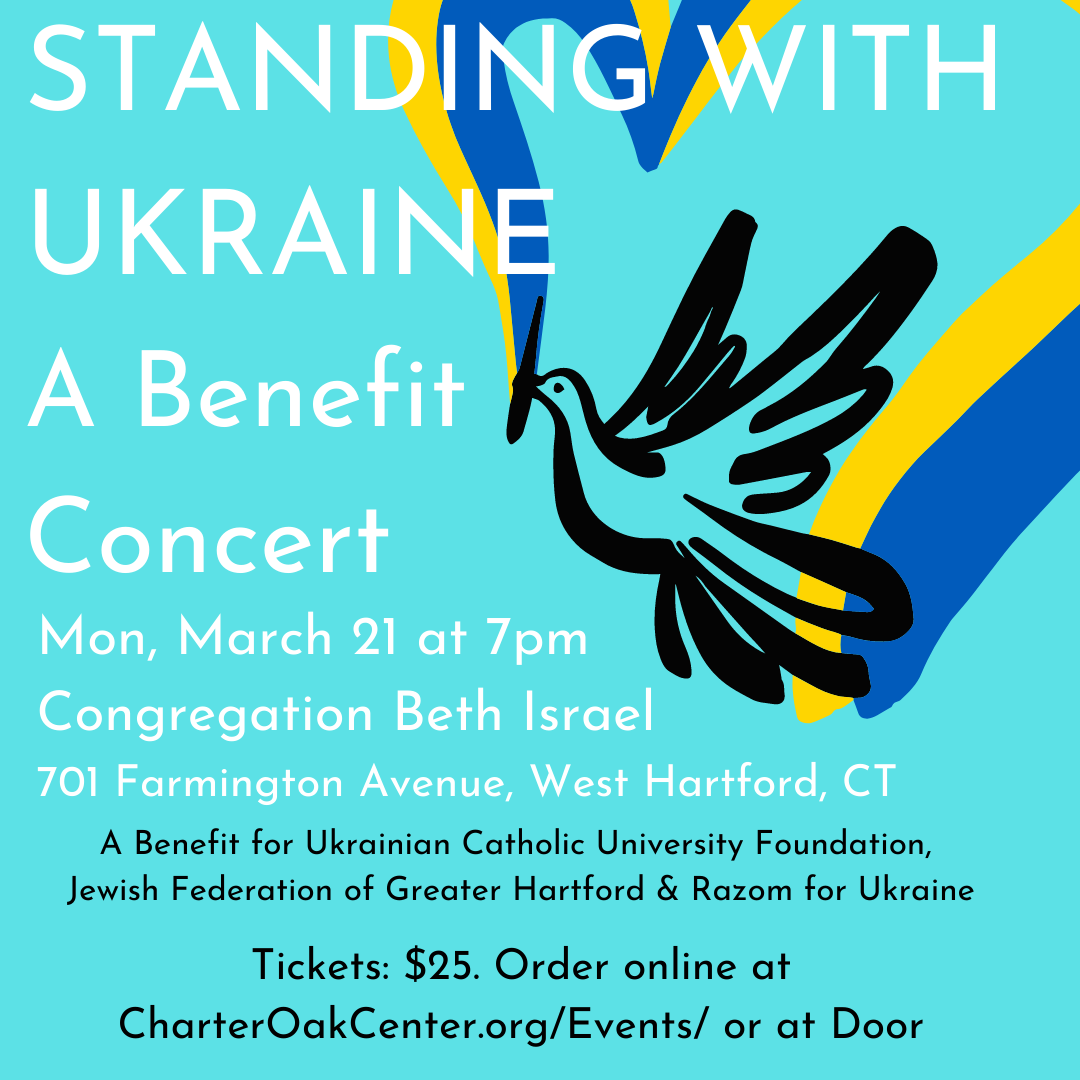 STANDING WITH
UKRAINE
A Benefit
Concert
Mon, March 21 at 7pm
Congregation Beth Israel
701 Farmington Avenue, West Hartford, CT
A Benefit for Ukrainian Catholic University Foundation,
Jewish Federation of Greater Hartford & Razom for Ukraine
Tickets: $25. Order online at
CharterOakCenter.org/Events/ or at Door